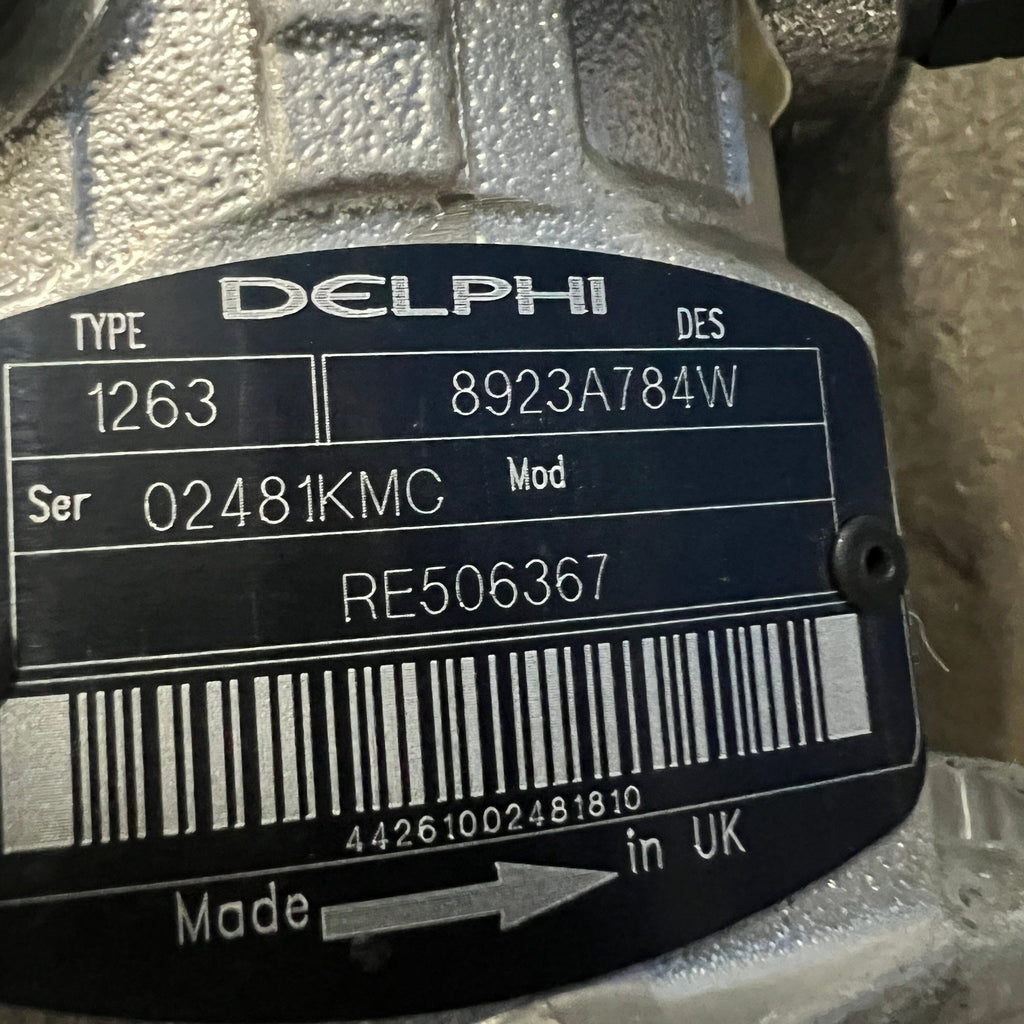 DELPHI
TYPE DES
1263 8923A784W
Ser 02481KMC Mod
RE506367
44261002481810
Made in UK